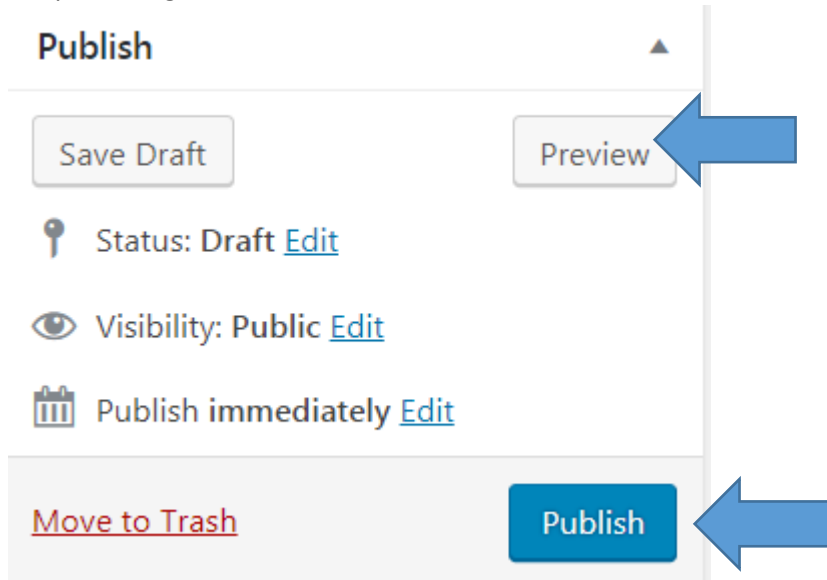 Publish
Save Draft Preview
Status: Draft Edit
Visibility: Public Edit
Publish immediately Edit
Move to Trash Publish